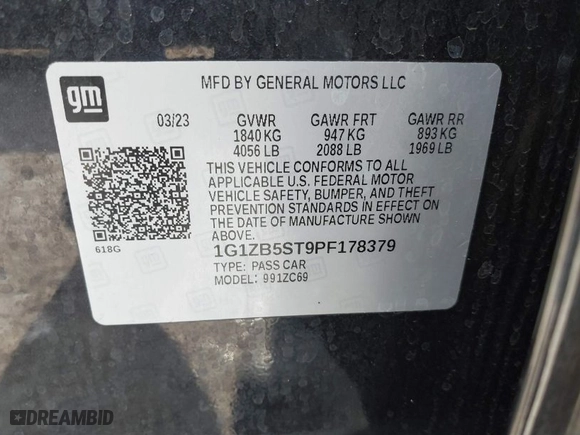 gm
MFD BY GENERAL MOTORS LLC
03/23 GVWR GAWR FRT GAWR RR
1840 KG 947 KG 893 KG
4056 LB 2088 LB 1969 LB
THIS VEHICLE CONFORMS TO ALL
APPLICABLE U.S. FEDERAL MOTOR
VEHICLE SAFETY, BUMPER, AND THEFT
PREVENTION STANDARDS IN EFFECT ON
THE DATE OF MANUFACTURE SHOWN
ABOVE.
618G
1G1ZB5ST9PF178379
TYPE: PASS CAR
MODEL: 991ZC69
DREAMBID